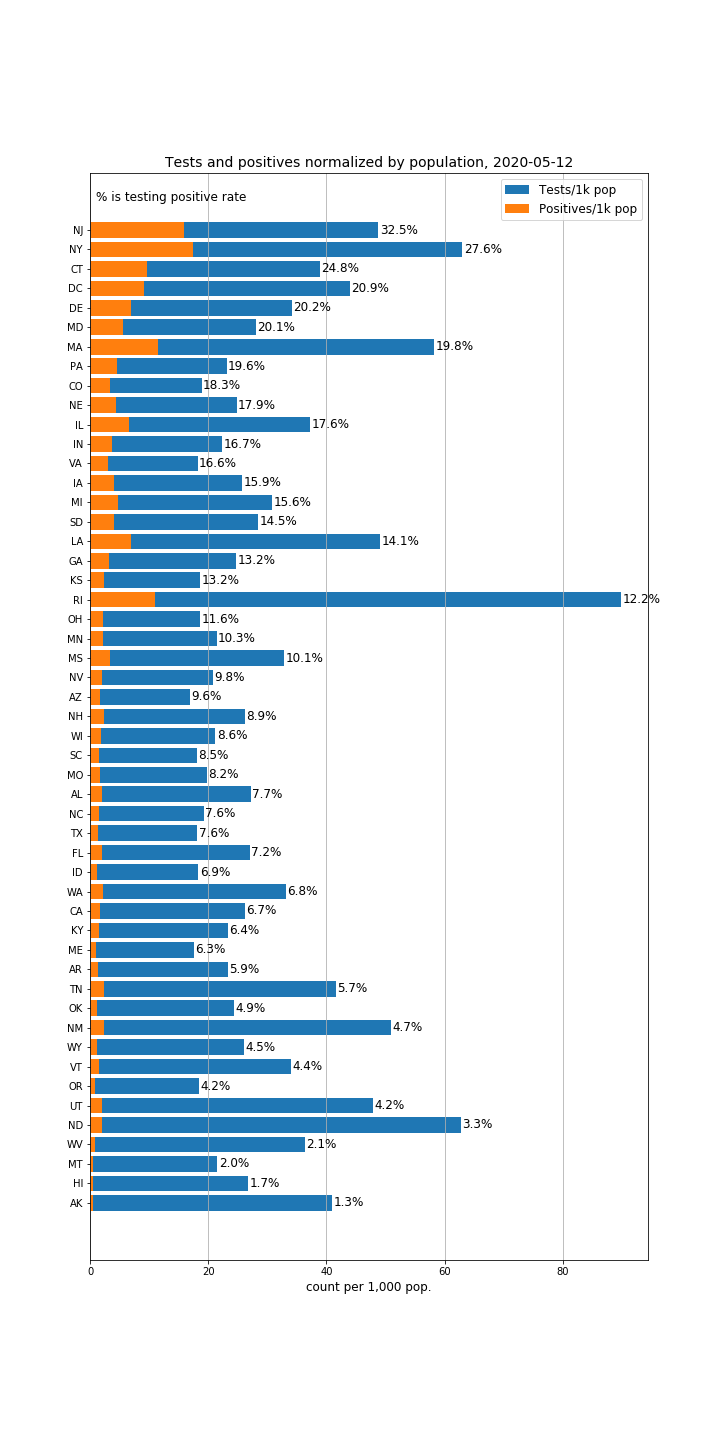 Tests and positives normalized by population, 2020-05-12
% is testing positive rate
Tests/1k pop
Positives/1k pop
NJ 32.5%
NY 27.6%
CT 24.8%
DC 20.9%
DE 20.2%
MD 20.1%
MA 19.8%
PA 19.6%
CO 18.3%
NE 17.9%
IL 17.6%
IN 16.7%
VA 16.6%
IA 15.9%
MI 15.6%
SD 14.5%
LA 14.1%
GA 13.2%
KS 13.2%
RI 12.2%
OH 11.6%
MN 10.3%
MS 10.1%
NV 9.8%
AZ 9.6%
NH 8.9%
WI 8.6%
SC 8.5%
MO 8.2%
AL 7.7%
NC 7.6%
TX 7.6%
FL 7.2%
ID 6.9%
WA 6.8%
CA 6.7%
KY 6.4%
ME 6.3%
AR 5.9%
TN 5.7%
OK 4.9%
NM 4.7%
WY 4.5%
VT 4.4%
OR 4.2%
UT 4.2%
ND 3.3%
WV 2.1%
MT 2.0%
HI 1.7%
AK 1.3%
0 20 40 60 80
count per 1,000 pop.